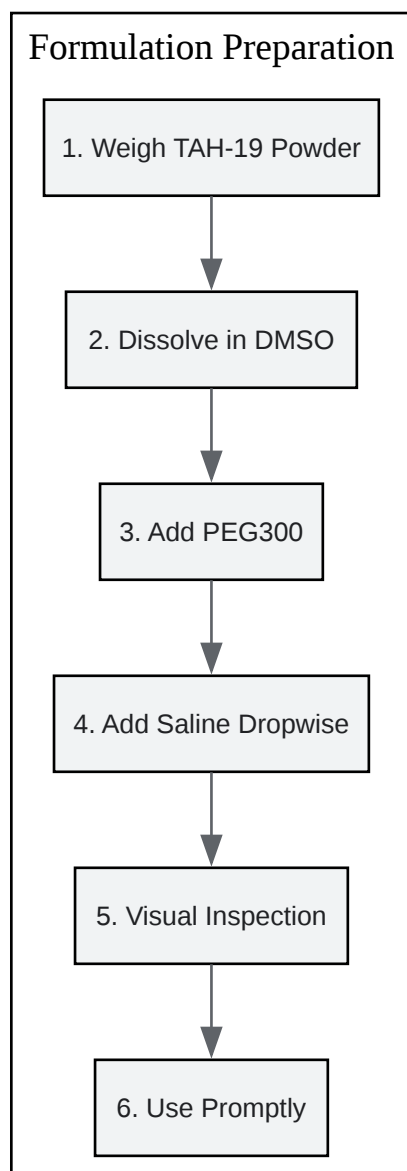 Formulation Preparation
1. Weigh TAH-19 Powder
2. Dissolve in DMSO
3. Add PEG300
4. Add Saline Dropwise
5. Visual Inspection
6. Use Promptly